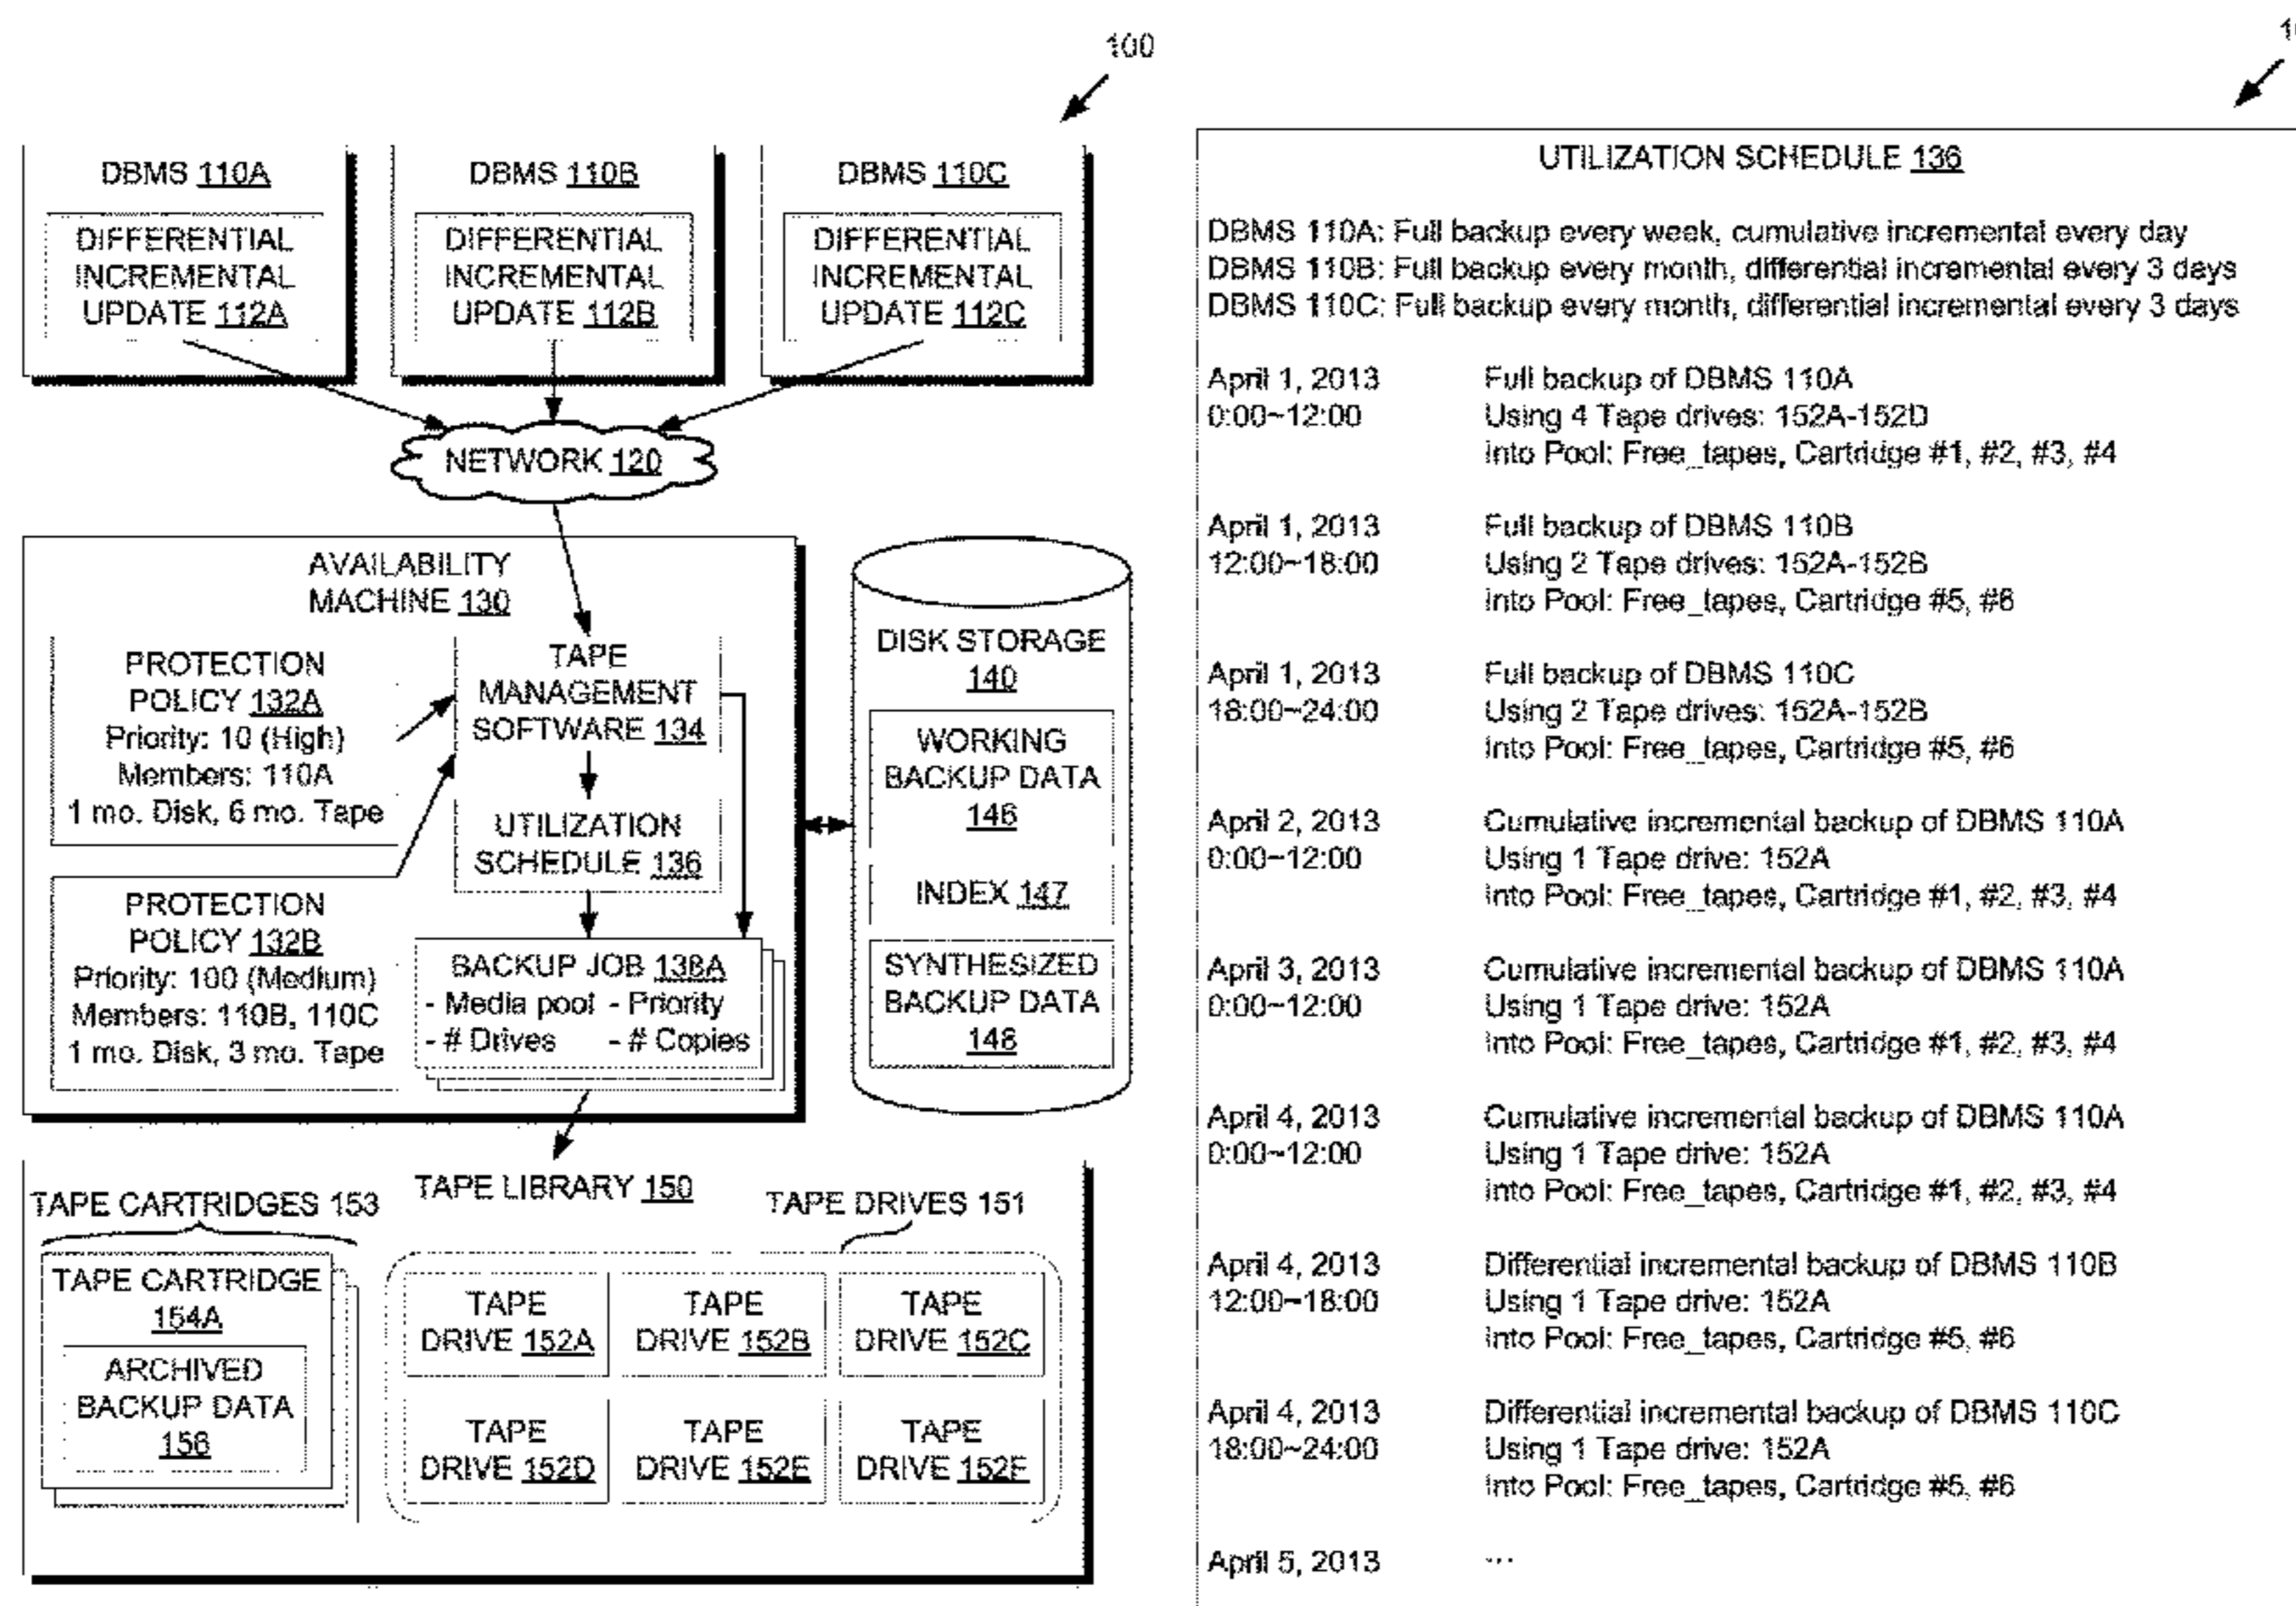 100
DBMS 110A
DIFFERENTIAL
INCREMENTAL
UPDATE 112A
DBMS 110B
DIFFERENTIAL
INCREMENTAL
UPDATE 112B
DBMS 110C
DIFFERENTIAL
INCREMENTAL
UPDATE 112C
NETWORK 120
AVAILABILITY
MACHINE 130
PROTECTION
POLICY 132A
Priority: 10 (High)
Members: 110A
1 mo. Disk, 6 mo. Tape
PROTECTION
POLICY 132B
Priority: 100 (Medium)
Members: 110B, 110C
1 mo. Disk, 3 mo. Tape
TAPE
MANAGEMENT
SOFTWARE 134
UTILIZATION
SCHEDULE 136
BACKUP JOB 138A
- Media pool - Priority
- # Drives - # Copies
DISK STORAGE
140
WORKING
BACKUP DATA
146
INDEX 147
SYNTHESIZED
BACKUP DATA
148
TAPE LIBRARY 150
TAPE CARTRIDGES 153
TAPE CARTRIDGE
154A
ARCHIVED
BACKUP DATA
156
TAPE DRIVES 151
TAPE
DRIVE 152A
TAPE
DRIVE 152B
TAPE
DRIVE 152C
TAPE
DRIVE 152D
TAPE
DRIVE 152E
TAPE
DRIVE 152F
UTILIZATION SCHEDULE 136
DBMS 110A: Full backup every week, cumulative incremental every day
DBMS 110B: Full backup every month, differential incremental every 3 days
DBMS 110C: Full backup every month, differential incremental every 3 days
April 1, 2013 Full backup of DBMS 110A
0:00~12:00 Using 4 Tape drives: 152A-152D
into Pool: Free_tapes, Cartridge #1, #2, #3, #4
April 1, 2013 Full backup of DBMS 110B
12:00~18:00 Using 2 Tape drives: 152A-152B
into Pool: Free_tapes, Cartridge #5, #6
April 1, 2013 Full backup of DBMS 110C
18:00~24:00 Using 2 Tape drives: 152A-152B
into Pool: Free_tapes, Cartridge #5, #6
April 2, 2013 Cumulative incremental backup of DBMS 110A
0:00~12:00 Using 1 Tape drive: 152A
into Pool: Free_tapes, Cartridge #1, #2, #3, #4
April 3, 2013 Cumulative incremental backup of DBMS 110A
0:00~12:00 Using 1 Tape drive: 152A
into Pool: Free_tapes, Cartridge #1, #2, #3, #4
April 4, 2013 Cumulative incremental backup of DBMS 110A
0:00~12:00 Using 1 Tape drive: 152A
into Pool: Free_tapes, Cartridge #1, #2, #3, #4
April 4, 2013 Differential incremental backup of DBMS 110B
12:00~18:00 Using 1 Tape drive: 152A
into Pool: Free_tapes, Cartridge #5, #6
April 4, 2013 Differential incremental backup of DBMS 110C
18:00~24:00 Using 1 Tape drive: 152A
into Pool: Free_tapes, Cartridge #5, #6
April 5, 2013 ...